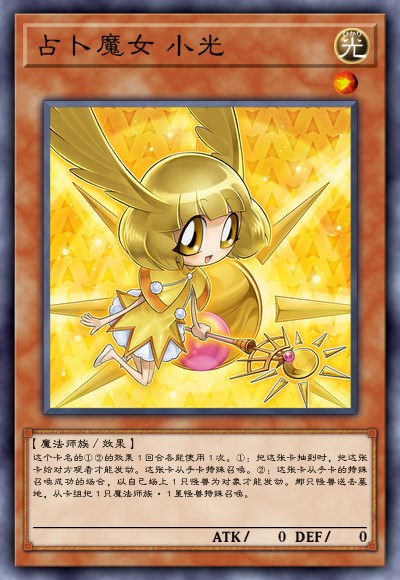 占卜魔女 小光
光
【魔法师族／效果】
这个卡名的①②的效果1回合各能使用1次。①：把这张卡抽到时，把这张
卡给对方观看才能发动。这张卡从手卡特殊召唤。②：这张卡从手卡的特殊
召唤成功的场合，以自己场上1只怪兽为对象才能发动。那只怪兽送去墓
地，从卡组把1只魔法师族·1星怪兽特殊召唤。
ATK/ 0 DEF/ 0